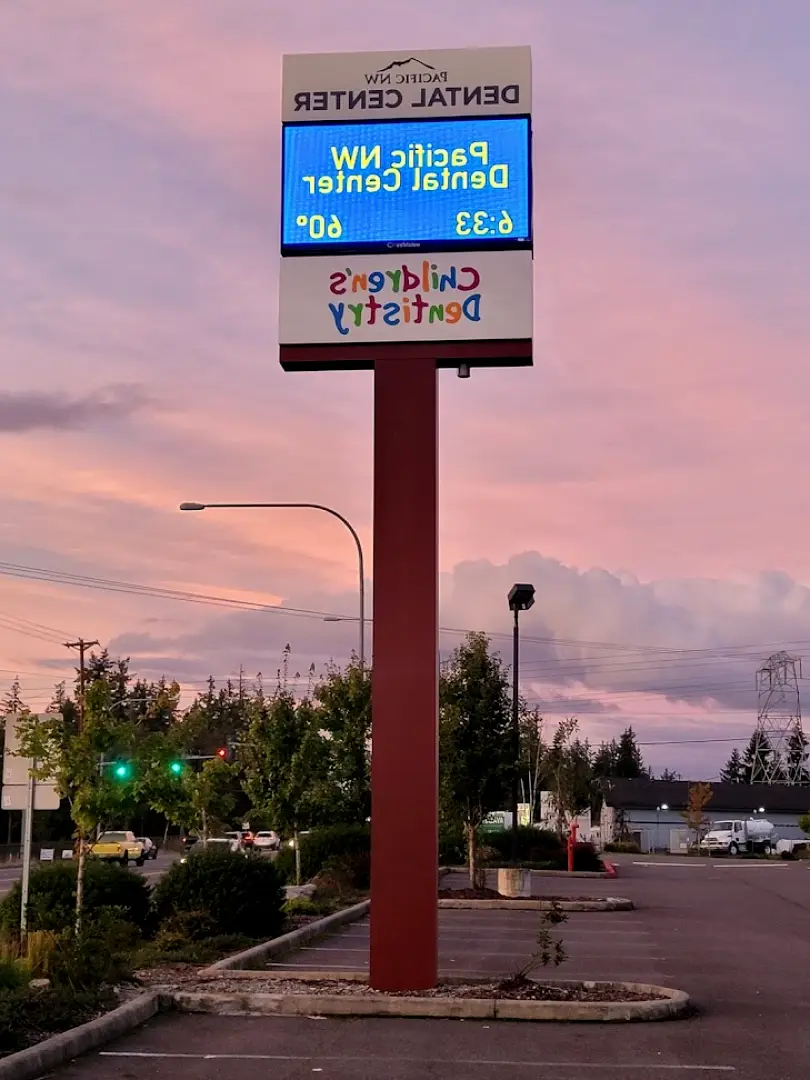 PACIFIC NW
DENTAL CENTER
Pacific NW
Dental Center
6:33 60°
Children's
Dentistry